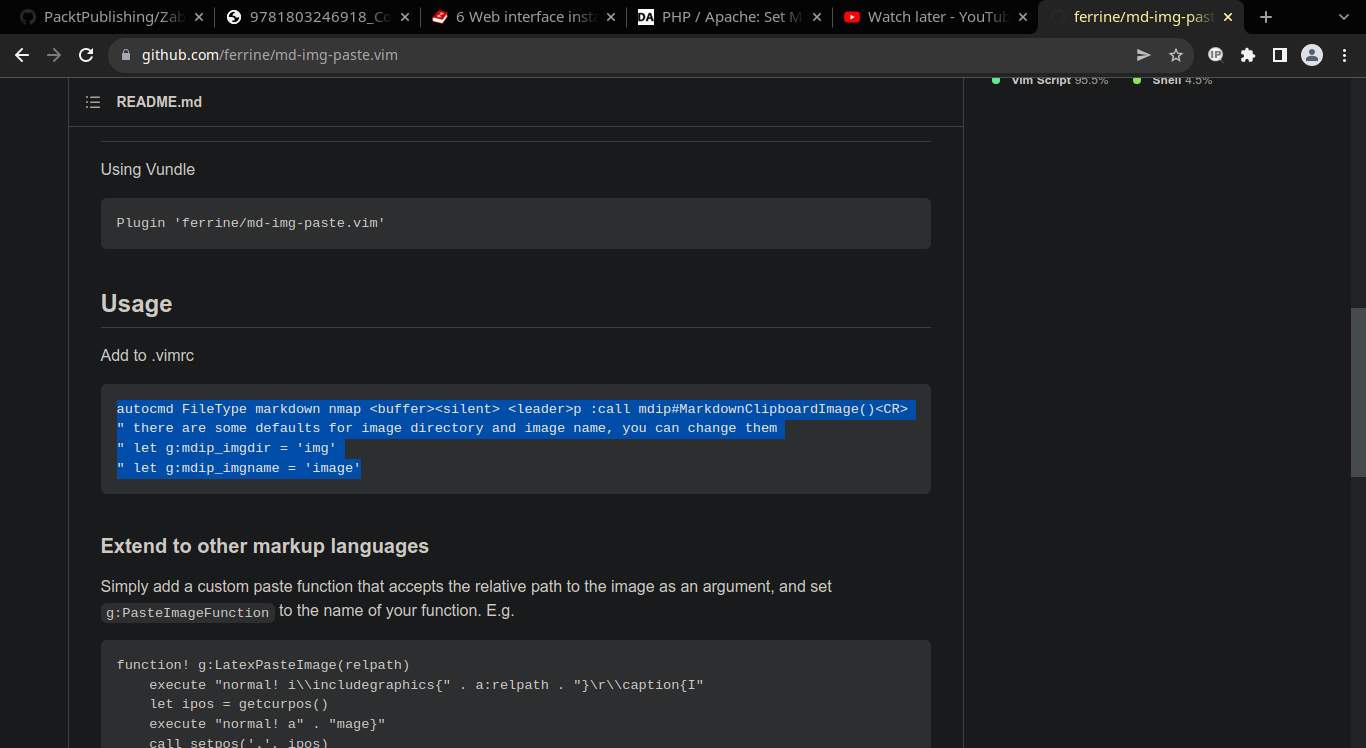 PacktPublishing/Zab
9781803246918_Co
6 Web interface insta
DA PHP / Apache: Set M
Watch later - YouTub
ferrine/md-img-past
github.com/ferrine/md-img-paste.vim
IP
Vim Script 95.5% Shell 4.5%
README.md
Using Vundle
Plugin 'ferrine/md-img-paste.vim'
Usage
Add to .vimrc
autocmd FileType markdown nmap <buffer><silent> <leader>p :call mdip#MarkdownClipboardImage()<CR>
" there are some defaults for image directory and image name, you can change them
" let g:mdip_imgdir = 'img'
" let g:mdip_imgname = 'image'
Extend to other markup languages
Simply add a custom paste function that accepts the relative path to the image as an argument, and set
g:PasteImageFunction to the name of your function. E.g.
function! g:LatexPasteImage(relpath)
    execute "normal! i\\includegraphics{" . a:relpath . "}\r\\caption{I"
    let ipos = getcurpos()
    execute "normal! a" . "mage}"
    call setpos('.', ipos)